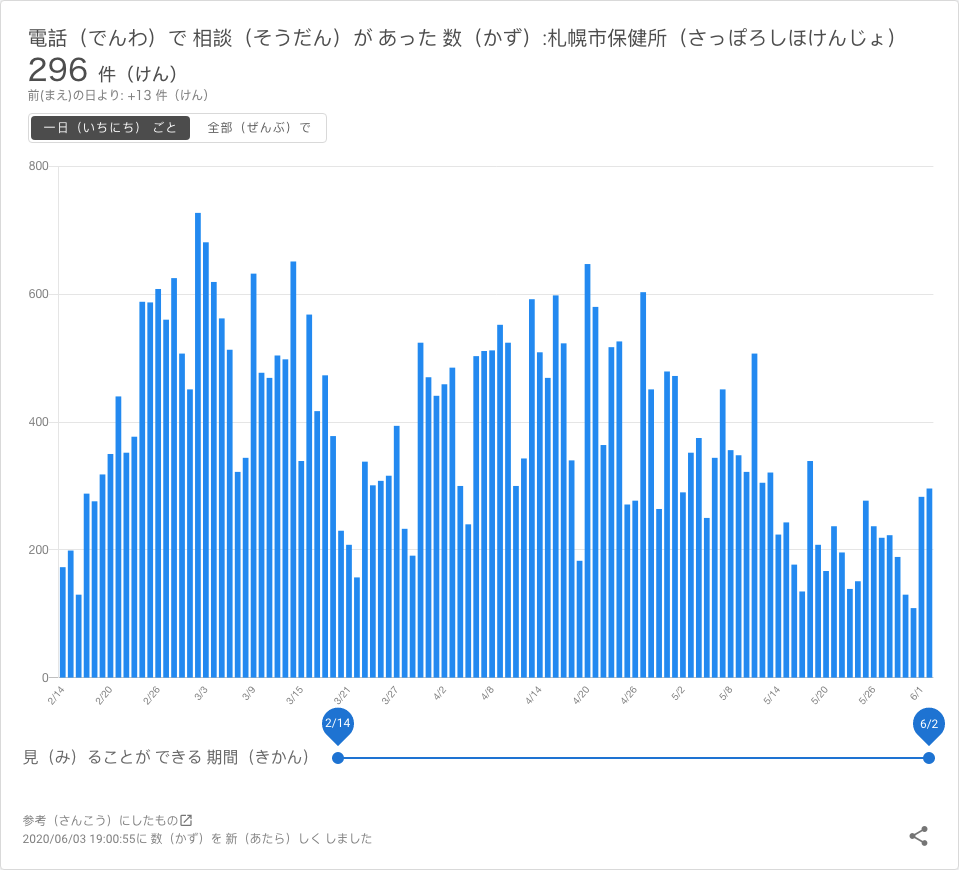 電話（でんわ）で 相談（そうだん）が あった 数（かず）:札幌市保健所（さっぽろしほけんじょ）
296 件（けん）
前(まえ)の日より: +13 件（けん）
一日（いちにち） ごと 全部（ぜんぶ）で
800
600
400
200
0
2/14 2/20 2/26 3/3 3/9 3/15 3/21 3/27 4/2 4/8 4/14 4/20 4/26 5/2 5/8 5/14 5/20 5/26 6/1
2/14 6/2
見（み）ることが できる 期間（きかん）
参考（さんこう）にしたもの
2020/06/03 19:00:55に 数（かず）を 新（あたら）しく しました